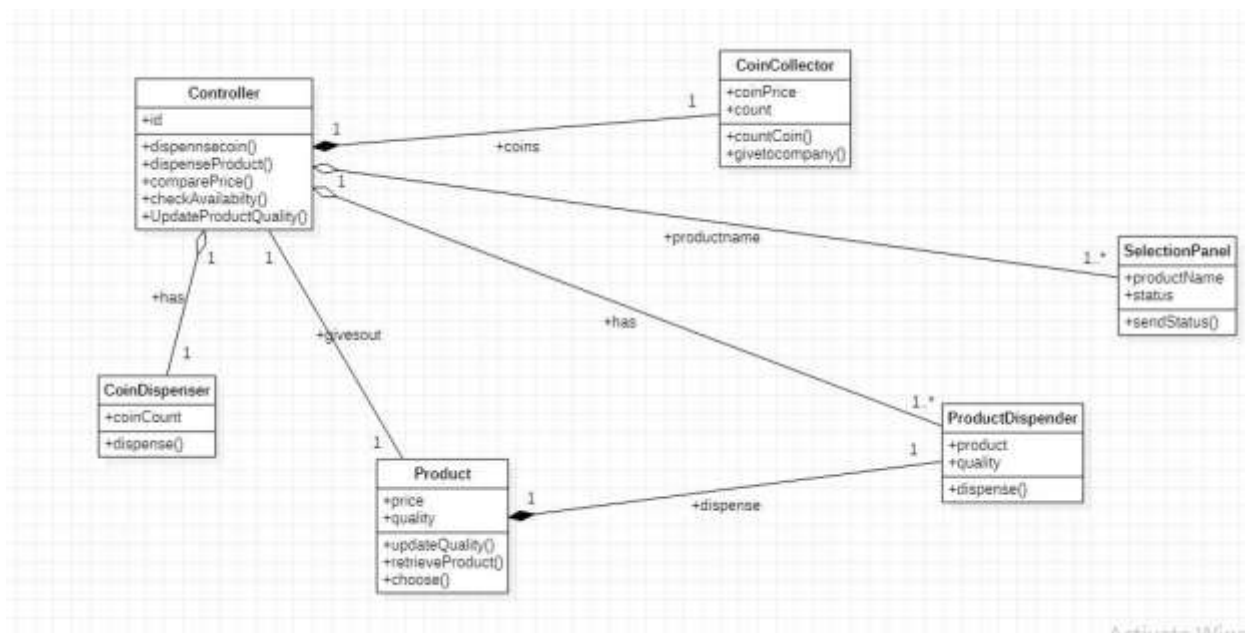 Controller
+id
+dispennsecoin()
+dispenseProduct()
+comparePrice()
+checkAvailabilty()
+UpdateProductQuality()
CoinCollector
+coinPrice
+count
+countCoin()
+givetocompany()
1
1
+coins
1
+productname
1..*
SelectionPanel
+productName
+status
+sendStatus()
1
1
+has
+givesout
+has
1
CoinDispenser
+coinCount
+dispense()
1..*
ProductDispender
+product
+quality
+dispense()
1
1
Product
+price
+quality
+updateQuality()
+retrieveProduct()
+choose()
1
+dispense